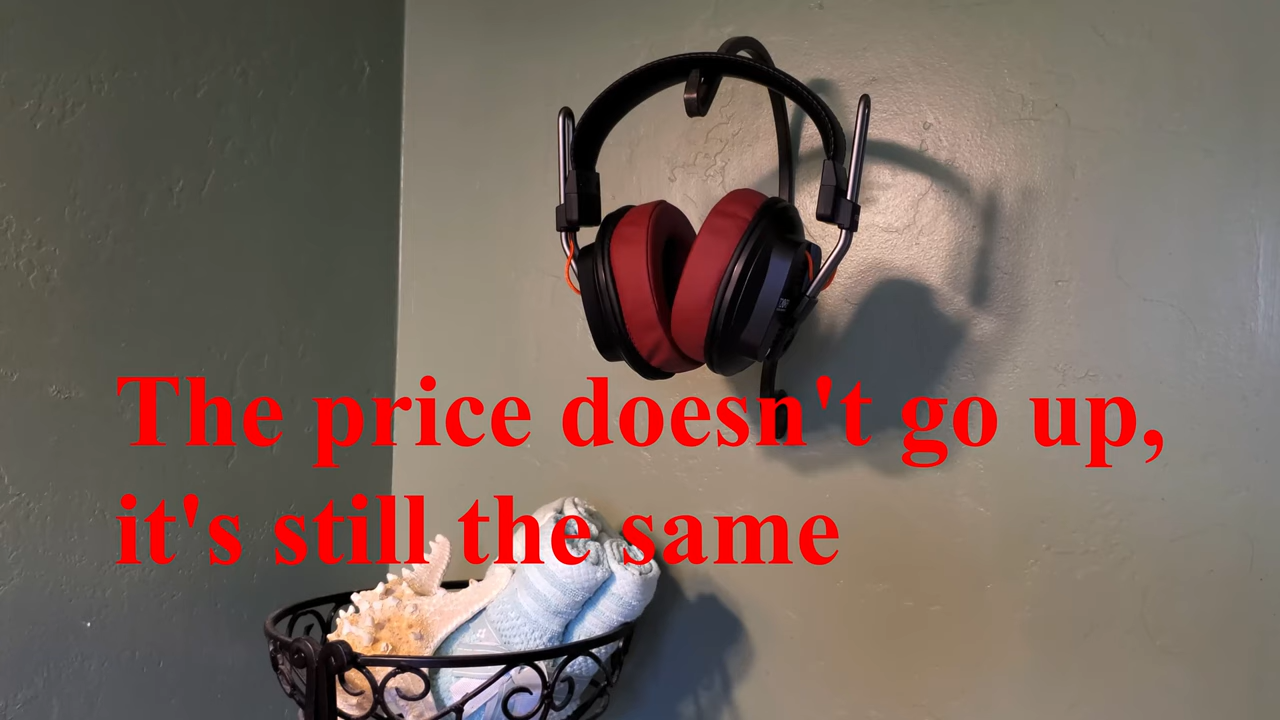 The price doesn't go up,
it's still the same